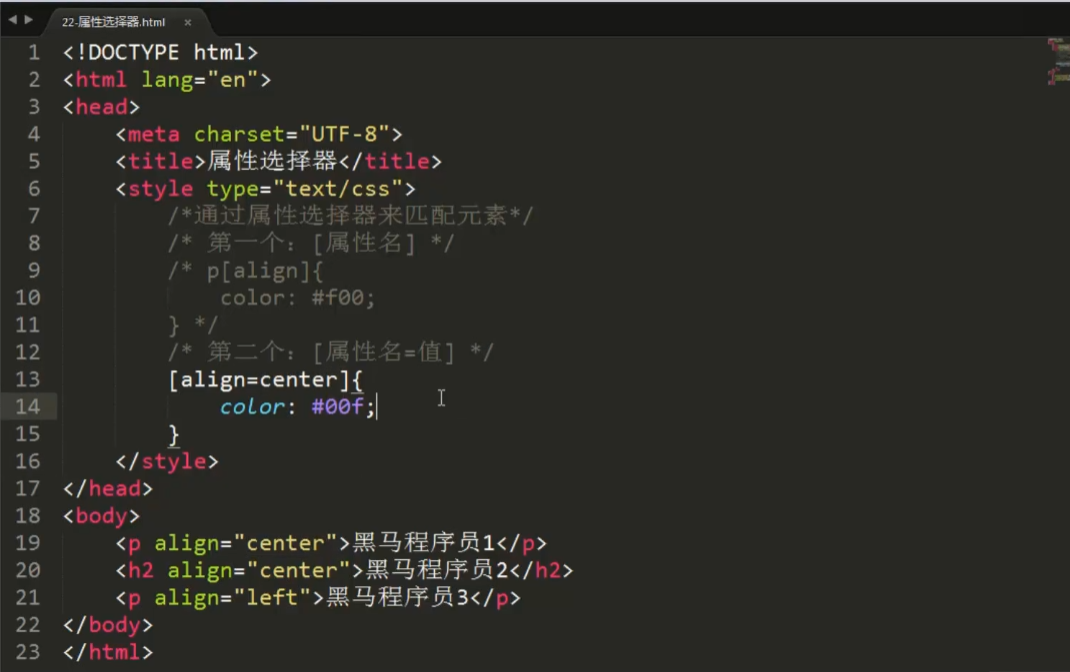 22-属性选择器.html ×
1 <!DOCTYPE html>
2 <html lang="en">
3 <head>
4     <meta charset="UTF-8">
5     <title>属性选择器</title>
6     <style type="text/css">
7         /*通过属性选择器来匹配元素*/
8         /* 第一个：[属性名] */
9         /* p[align]{
10             color: #f00;
11         } */
12         /* 第二个：[属性名=值] */
13         [align=center]{
14             color: #00f;
15         }
16     </style>
17 </head>
18 <body>
19     <p align="center">黑马程序员1</p>
20     <h2 align="center">黑马程序员2</h2>
21     <p align="left">黑马程序员3</p>
22 </body>
23 </html>